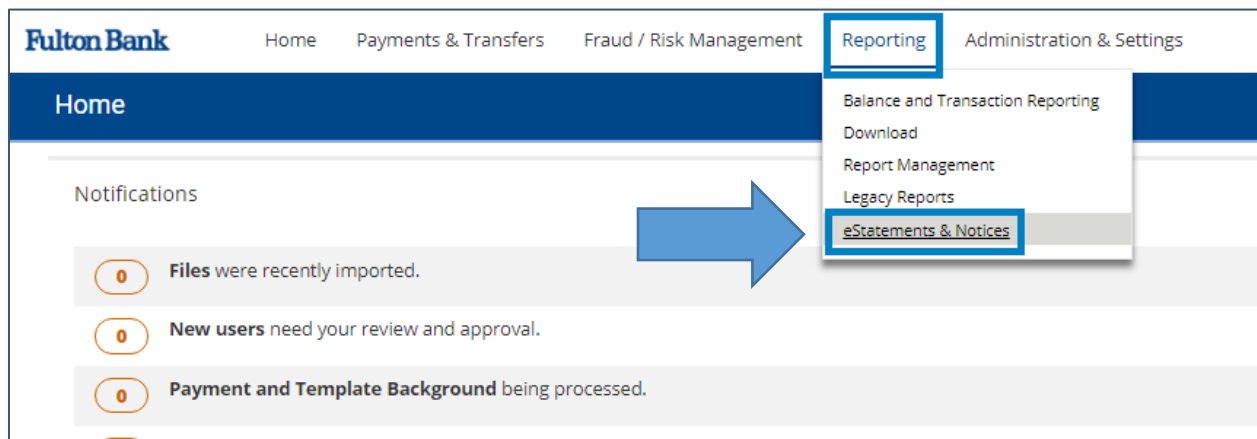 Fulton Bank Home Payments & Transfers Fraud / Risk Management Reporting Administration & Settings
Home
Balance and Transaction Reporting
Download
Report Management
Legacy Reports
eStatements & Notices
Notifications
0 Files were recently imported.
0 New users need your review and approval.
0 Payment and Template Background being processed.